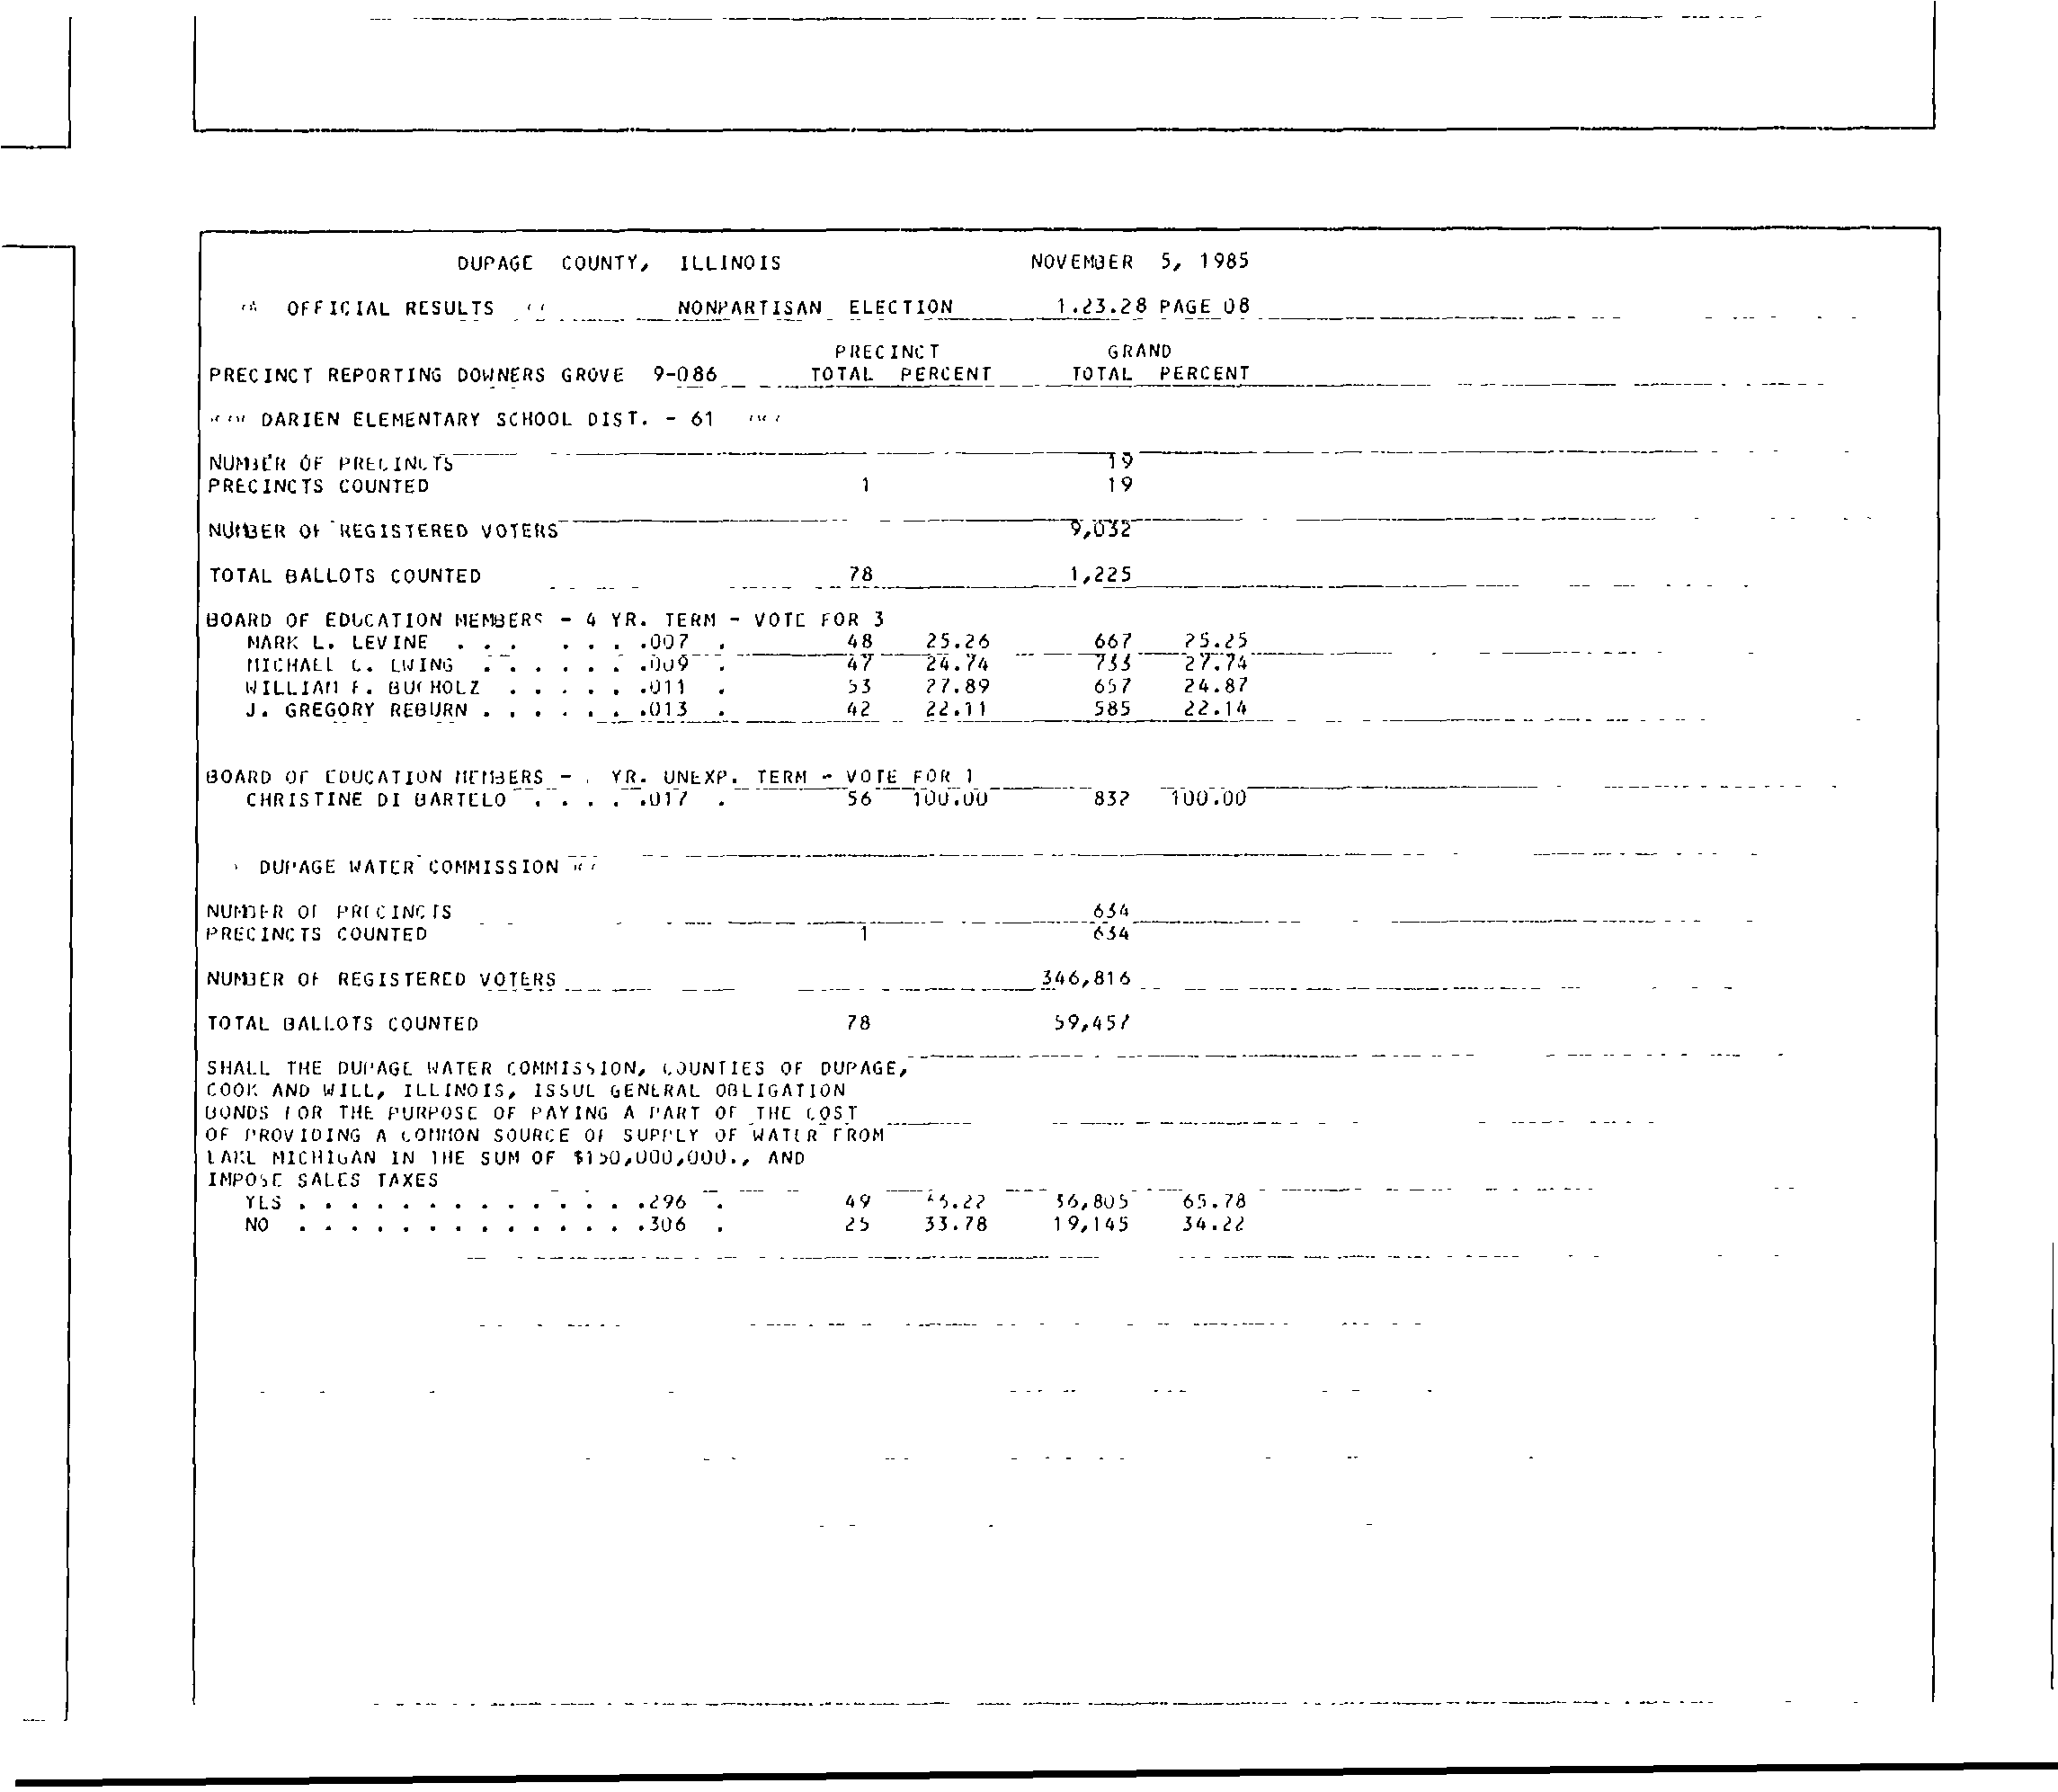 DUPAGE COUNTY, ILLINOIS NOVEMBER 5, 1985
OFFICIAL RESULTS NONPARTISAN ELECTION 1.23.28 PAGE 08
PRECINCT GRAND
PRECINCT REPORTING DOWNERS GROVE 9-086 TOTAL PERCENT TOTAL PERCENT
DARIEN ELEMENTARY SCHOOL DIST. - 61
NUMBER OF PRECINCTS 19
PRECINCTS COUNTED 1 19
NUMBER OF REGISTERED VOTERS 9,032
TOTAL BALLOTS COUNTED 78 1,225
BOARD OF EDUCATION MEMBERS - 4 YR. TERM - VOTE FOR 3
MARK L. LEVINE . . . . . . .007 . 48 25.26 667 25.25
MICHAEL C. EWING . . . . . . .009 . 47 24.74 733 27.74
WILLIAM F. BUCHOLZ . . . . . .011 . 53 27.89 657 24.87
J. GREGORY REBURN . . . . . . .013 . 42 22.11 585 22.14
BOARD OF EDUCATION MEMBERS - YR. UNEXP. TERM - VOTE FOR 1
CHRISTINE DI BARTELO . . . . .017 . 56 100.00 832 100.00
DUPAGE WATER COMMISSION
NUMBER OF PRECINCTS 634
PRECINCTS COUNTED 1 634
NUMBER OF REGISTERED VOTERS 346,816
TOTAL BALLOTS COUNTED 78 59,457
SHALL THE DUPAGE WATER COMMISSION, COUNTIES OF DUPAGE,
COOK AND WILL, ILLINOIS, ISSUE GENERAL OBLIGATION
BONDS FOR THE PURPOSE OF PAYING A PART OF THE COST
OF PROVIDING A COMMON SOURCE OF SUPPLY OF WATER FROM
LAKE MICHIGAN IN THE SUM OF $150,000,000., AND
IMPOSE SALES TAXES
YES . . . . . . . . . . . . . .296 . 49 66.22 36,805 65.78
NO . . . . . . . . . . . . . .306 . 25 33.78 19,145 34.22